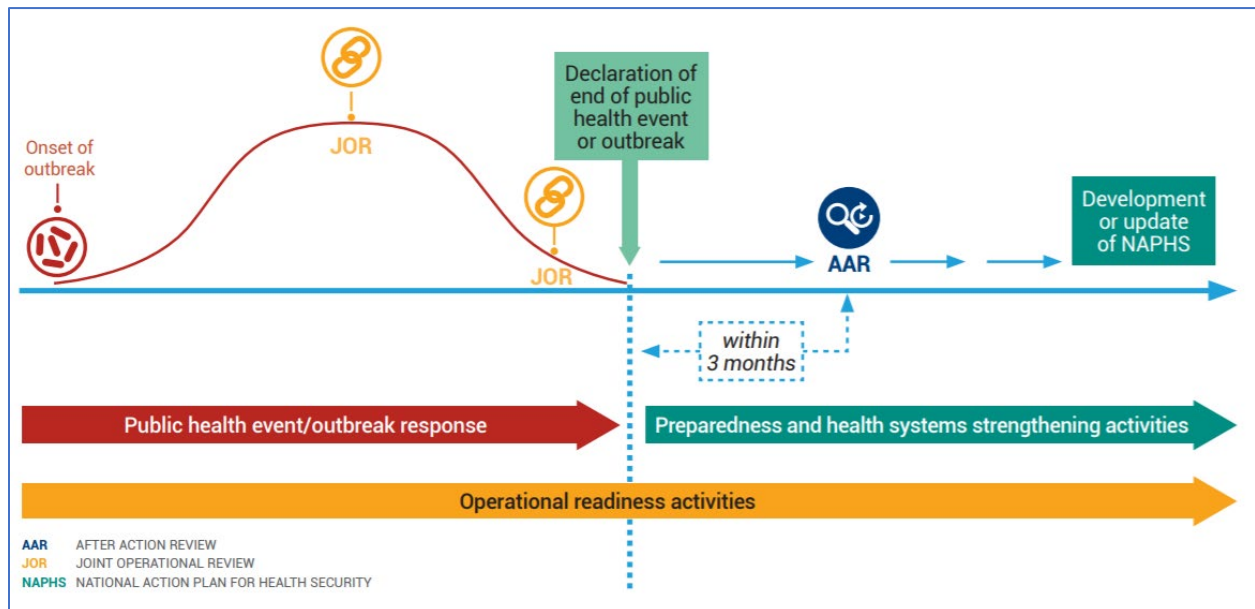 Onset of
outbreak
JOR
JOR
Declaration of
end of public
health event
or outbreak
AAR
Development
or update
of NAPHS
within
3 months
Public health event/outbreak response
Preparedness and health systems strengthening activities
Operational readiness activities
AAR AFTER ACTION REVIEW
JOR JOINT OPERATIONAL REVIEW
NAPHS NATIONAL ACTION PLAN FOR HEALTH SECURITY